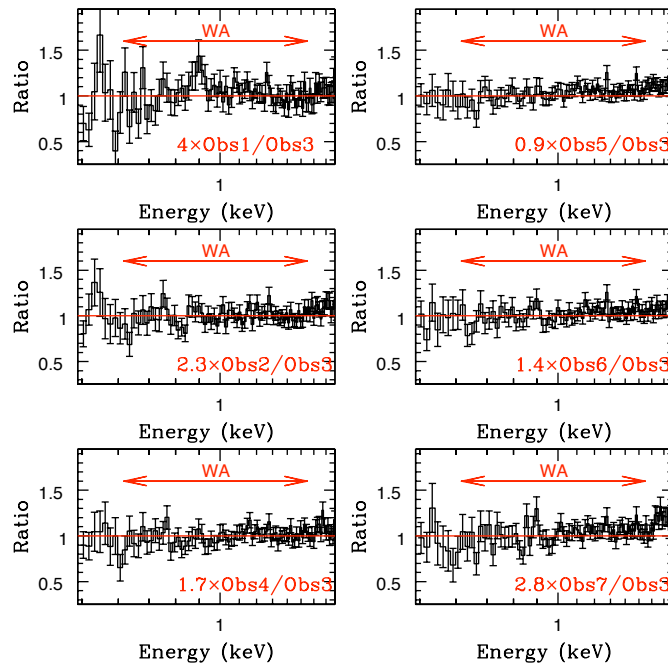 WA
1.5
Ratio
1
0.5
4×Obs1/Obs3
1
Energy (keV)
WA
1.5
Ratio
1
0.5
0.9×Obs5/Obs3
1
Energy (keV)
WA
1.5
Ratio
1
0.5
2.3×Obs2/Obs3
1
Energy (keV)
WA
1.5
Ratio
1
0.5
1.4×Obs6/Obs3
1
Energy (keV)
WA
1.5
Ratio
1
0.5
1.7×Obs4/Obs3
1
Energy (keV)
WA
1.5
Ratio
1
0.5
2.8×Obs7/Obs3
1
Energy (keV)